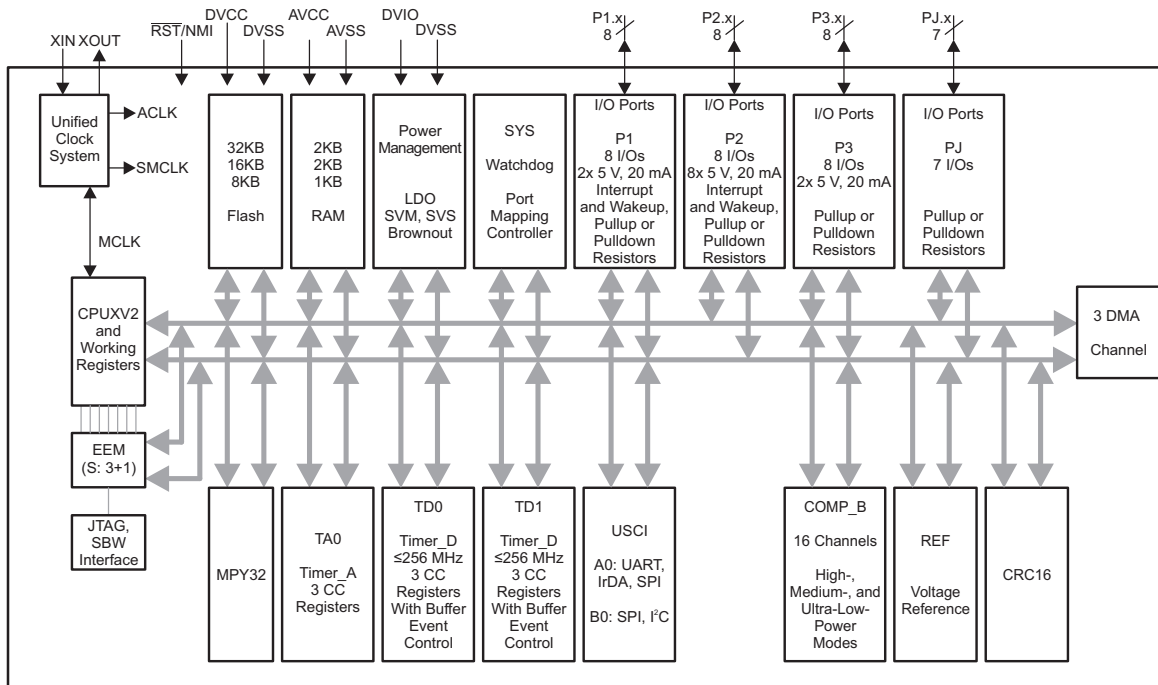 XIN XOUT
RST/NMI
DVCC
DVSS
AVCC
AVSS
DVIO
DVSS
P1.x
8
P2.x
8
P3.x
8
PJ.x
7
Unified
Clock
System
ACLK
SMCLK
MCLK
32KB
16KB
8KB
Flash
2KB
2KB
1KB
RAM
Power
Management
LDO
SVM, SVS
Brownout
SYS
Watchdog
Port
Mapping
Controller
I/O Ports
P1
8 I/Os
2x 5 V, 20 mA
Interrupt
and Wakeup,
Pullup or
Pulldown
Resistors
I/O Ports
P2
8 I/Os
8x 5 V, 20 mA
Interrupt
and Wakeup,
Pullup or
Pulldown
Resistors
I/O Ports
P3
8 I/Os
2x 5 V, 20 mA
Pullup or
Pulldown
Resistors
I/O Ports
PJ
7 I/Os
Pullup or
Pulldown
Resistors
CPUXV2
and
Working
Registers
3 DMA
Channel
EEM
(S: 3+1)
JTAG,
SBW
Interface
MPY32
TA0
Timer_A
3 CC
Registers
TD0
Timer_D
≤256 MHz
3 CC
Registers
With Buffer
Event
Control
TD1
Timer_D
≤256 MHz
3 CC
Registers
With Buffer
Event
Control
USCI
A0: UART,
IrDA, SPI
B0: SPI, I²C
COMP_B
16 Channels
High-,
Medium-, and
Ultra-Low-
Power
Modes
REF
Voltage
Reference
CRC16